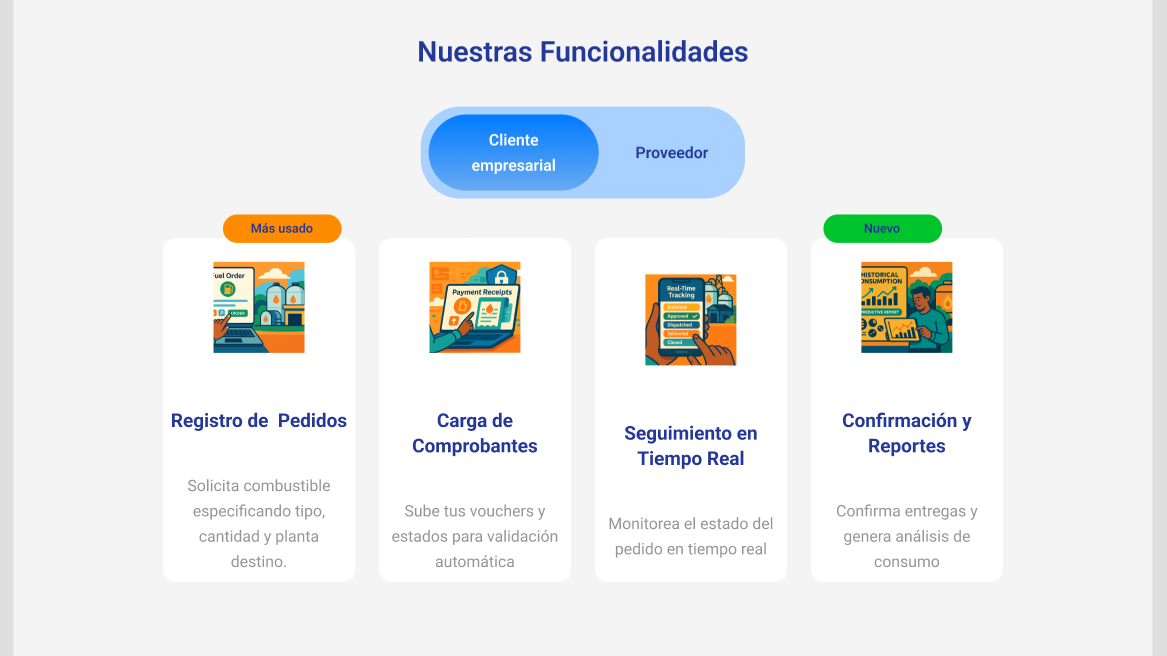 Nuestras Funcionalidades
Cliente
empresarial
Proveedor
Más usado
Nuevo
uel Order
ORDER
Payment Receipts
Real-Time
Tracking
Approved
Dispatched
Delivered
Closed
HISTORICAL
ONSUMPTION
PREDICTIVE REPORT
Registro de  Pedidos
Carga de
Comprobantes
Seguimiento en
Tiempo Real
Confirmación y
Reportes
Solicita combustible
especificando tipo,
cantidad y planta
destino.
Sube tus vouchers y
estados para validación
automática
Monitorea el estado del
pedido en tiempo real
Confirma entregas y
genera análisis de
consumo